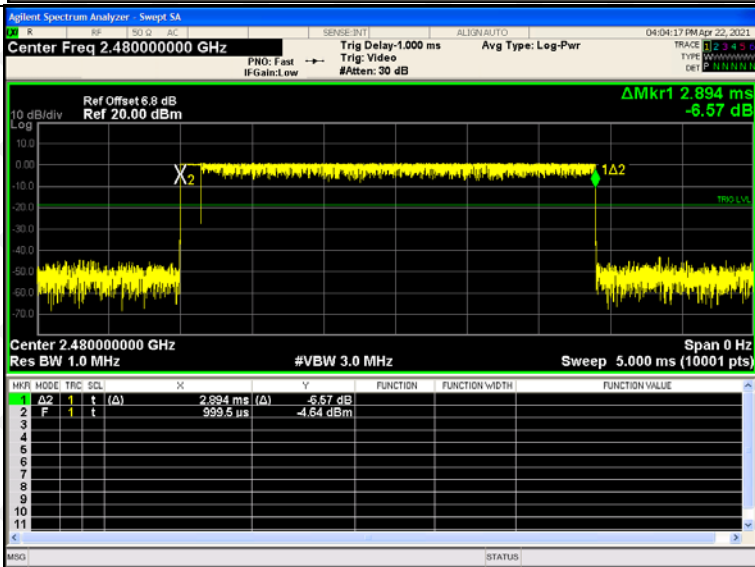 Agilent Spectrum Analyzer - Swept SA
R RF 50 Ω AC SENSE:INT ALIGN AUTO 04:04:17 PM Apr 22, 2021
Center Freq 2.480000000 GHz
PNO: Fast
IFGain:Low
Trig Delay-1.000 ms
Trig: Video
#Atten: 30 dB
Avg Type: Log-Pwr
TRACE 1 2 3 4 5 6
TYPE W
DET P N N N N N
ΔMkr1 2.894 ms
-6.57 dB
Ref Offset 6.8 dB
10 dB/div Ref 20.00 dBm
Log
10.0
0.00
-10.0
-20.0
-30.0
-40.0
-50.0
-60.0
-70.0
X2
1Δ2
TRIG LVL
Center 2.480000000 GHz Span 0 Hz
Res BW 1.0 MHz #VBW 3.0 MHz Sweep 5.000 ms (10001 pts)
MKR MODE TRC SCL X Y FUNCTION FUNCTION WIDTH FUNCTION VALUE
1 Δ2 1 t (Δ) 2.894 ms (Δ) -6.57 dB
2 F 1 t 999.5 µs -4.64 dBm
3
4
5
6
7
8
9
10
11
MSG STATUS